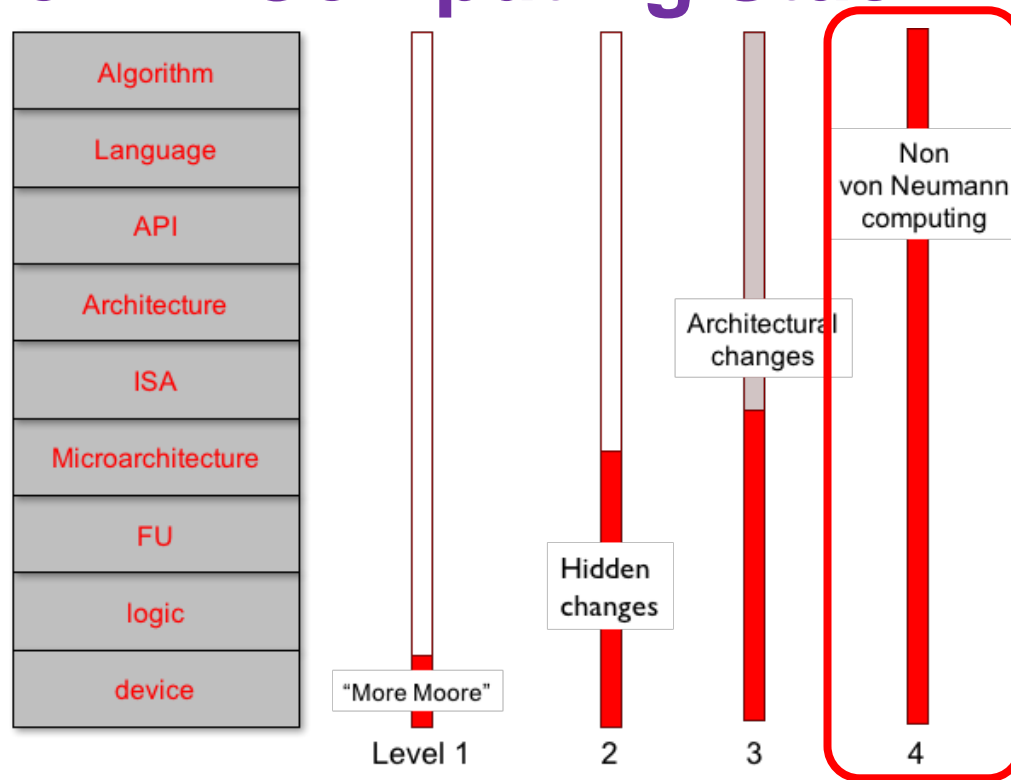 Algorithm
Language
API
Architecture
ISA
Microarchitecture
FU
logic
device
“More Moore”
Level 1
Hidden
changes
2
Architectural
changes
3
Non
von Neumann
computing
4